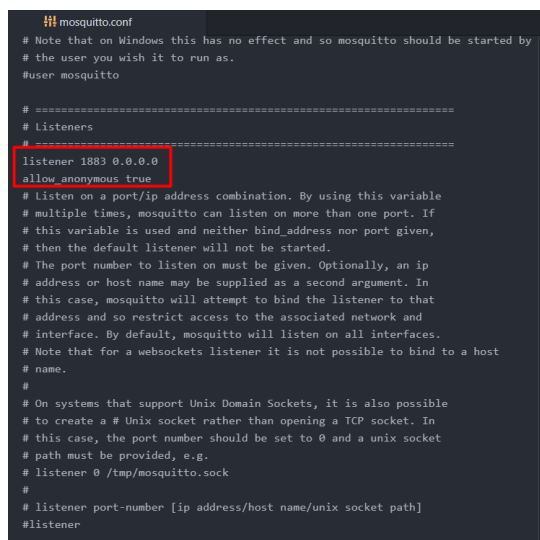 mosquitto.conf
# Note that on Windows this has no effect and so mosquitto should be started by
# the user you wish it to run as.
#user mosquitto
# =================================================================
# Listeners
# =================================================================
listener 1883 0.0.0.0
allow_anonymous true
# Listen on a port/ip address combination. By using this variable
# multiple times, mosquitto can listen on more than one port. If
# this variable is used and neither bind_address nor port given,
# then the default listener will not be started.
# The port number to listen on must be given. Optionally, an ip
# address or host name may be supplied as a second argument. In
# this case, mosquitto will attempt to bind the listener to that
# address and so restrict access to the associated network and
# interface. By default, mosquitto will listen on all interfaces.
# Note that for a websockets listener it is not possible to bind to a host
# name.
#
# On systems that support Unix Domain Sockets, it is also possible
# to create a # Unix socket rather than opening a TCP socket. In
# this case, the port number should be set to 0 and a unix socket
# path must be provided, e.g.
# listener 0 /tmp/mosquitto.sock
#
# listener port-number [ip address/host name/unix socket path]
#listener